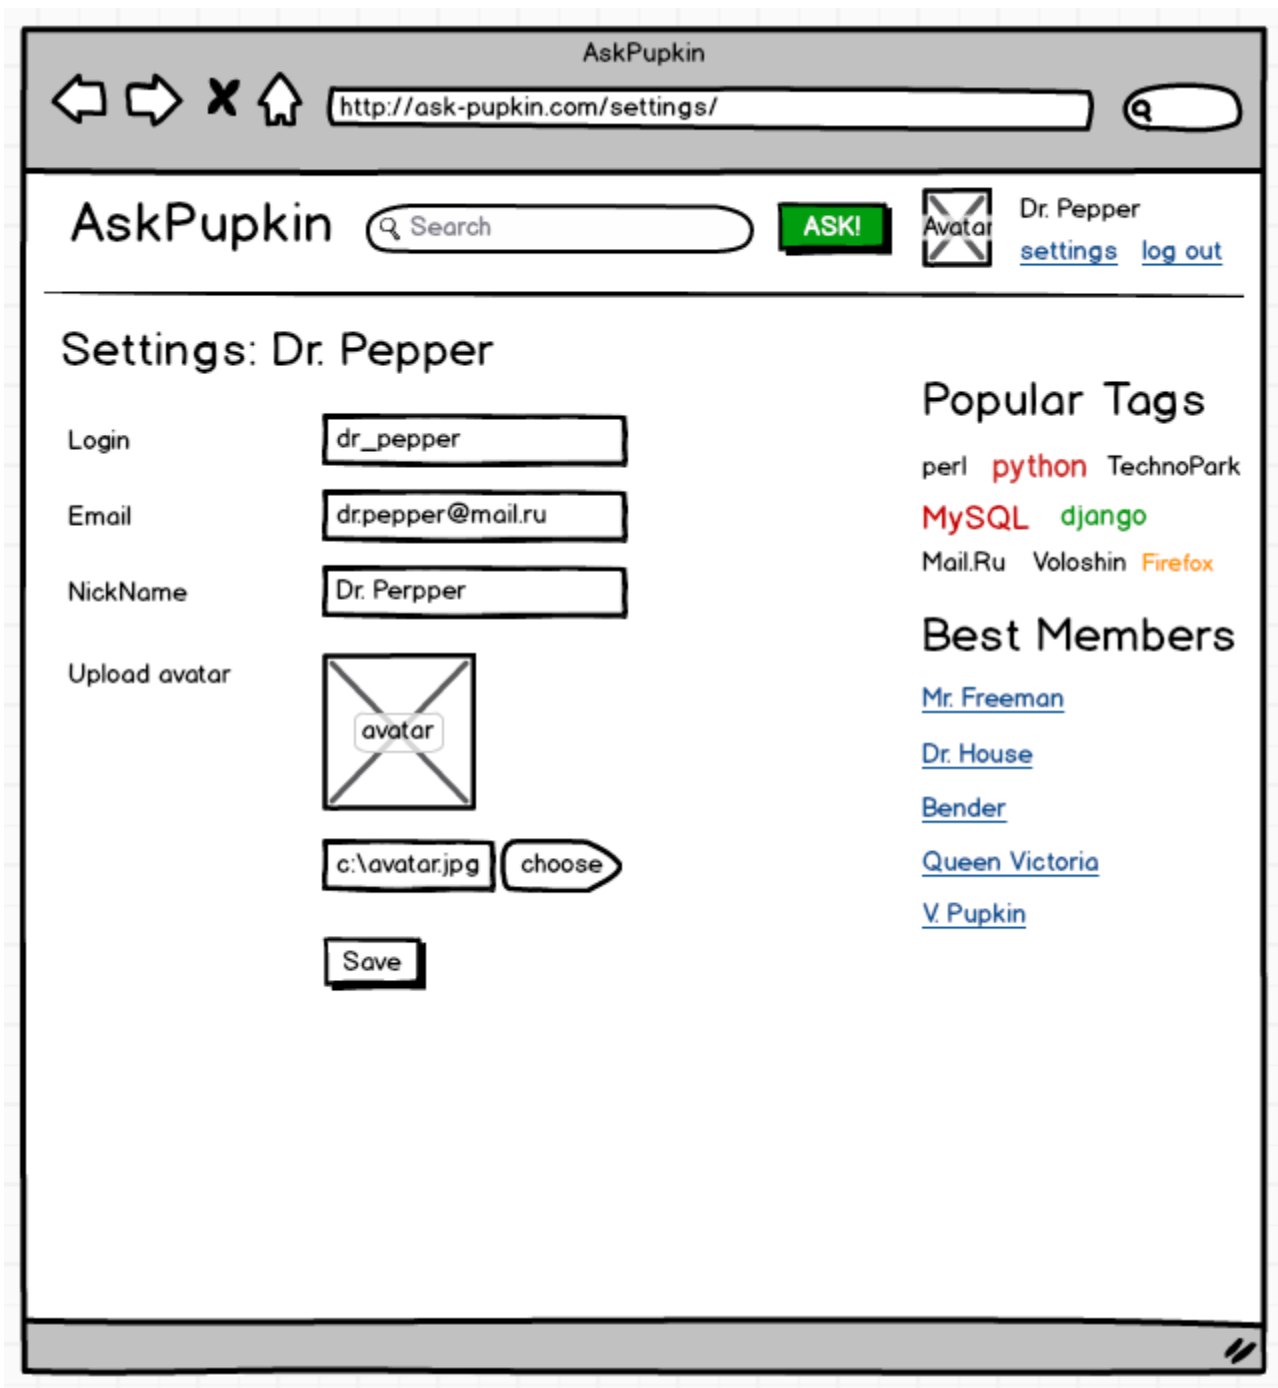 AskPupkin
http://ask-pupkin.com/settings/
AskPupkin Search ASK! Avatar Dr. Pepper
settings log out
Settings: Dr. Pepper
Login dr_pepper
Email dr.pepper@mail.ru
NickName Dr. Perpper
Upload avatar
avatar
c:\avatar.jpg choose
Save
Popular Tags
perl python TechnoPark
MySQL django
Mail.Ru Voloshin Firefox
Best Members
Mr. Freeman
Dr. House
Bender
Queen Victoria
V. Pupkin